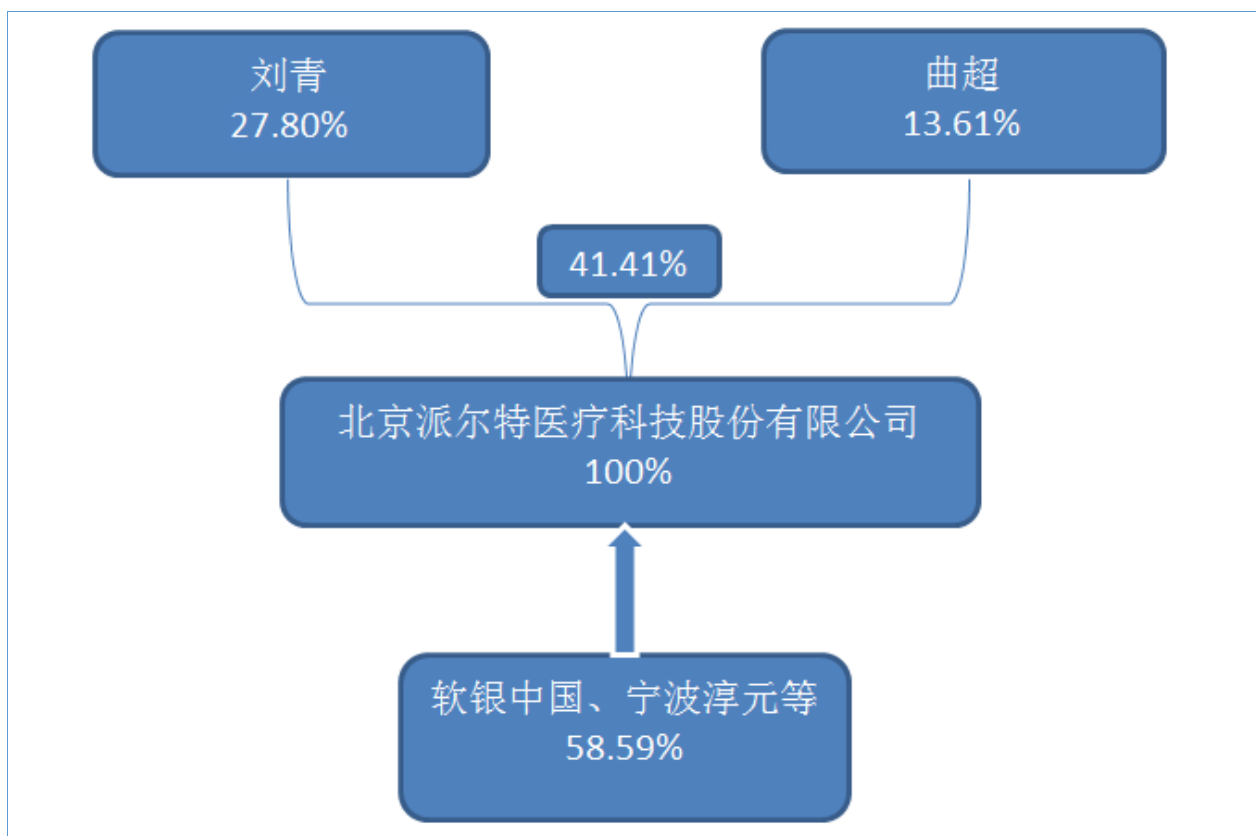 刘青
27.80%
曲超
13.61%
41.41%
北京派尔特医疗科技股份有限公司
100%
软银中国、宁波淳元等
58.59%